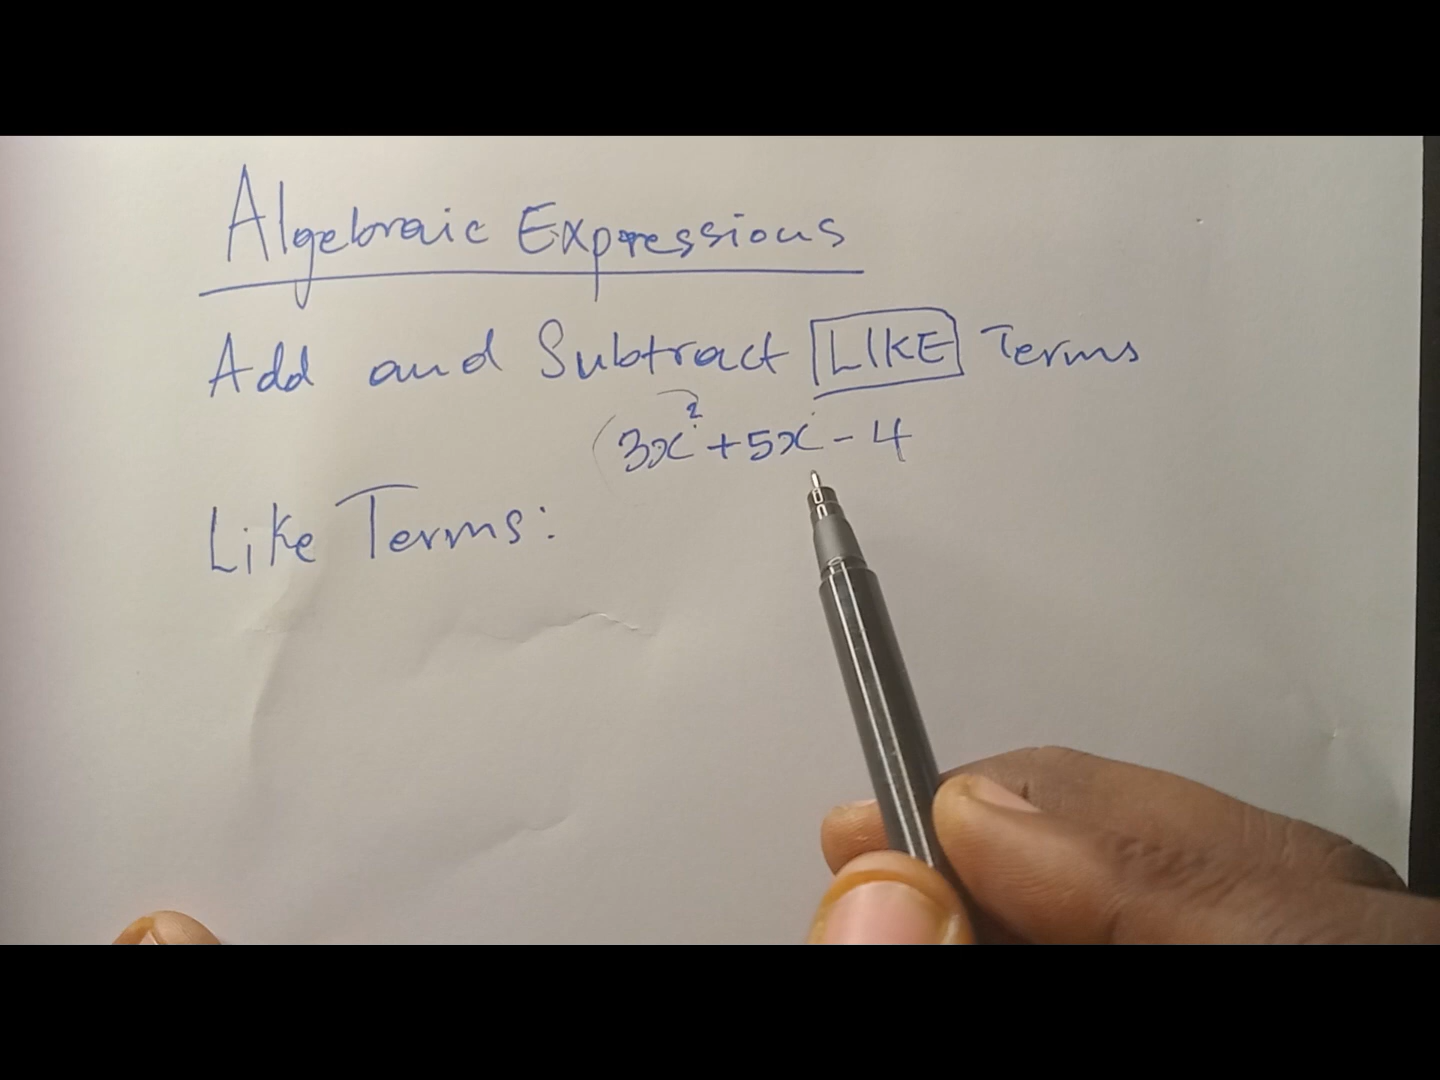 Algebraic Expressions
Add and Subtract LIKE Terms
3x² + 5x - 4
Like Terms: